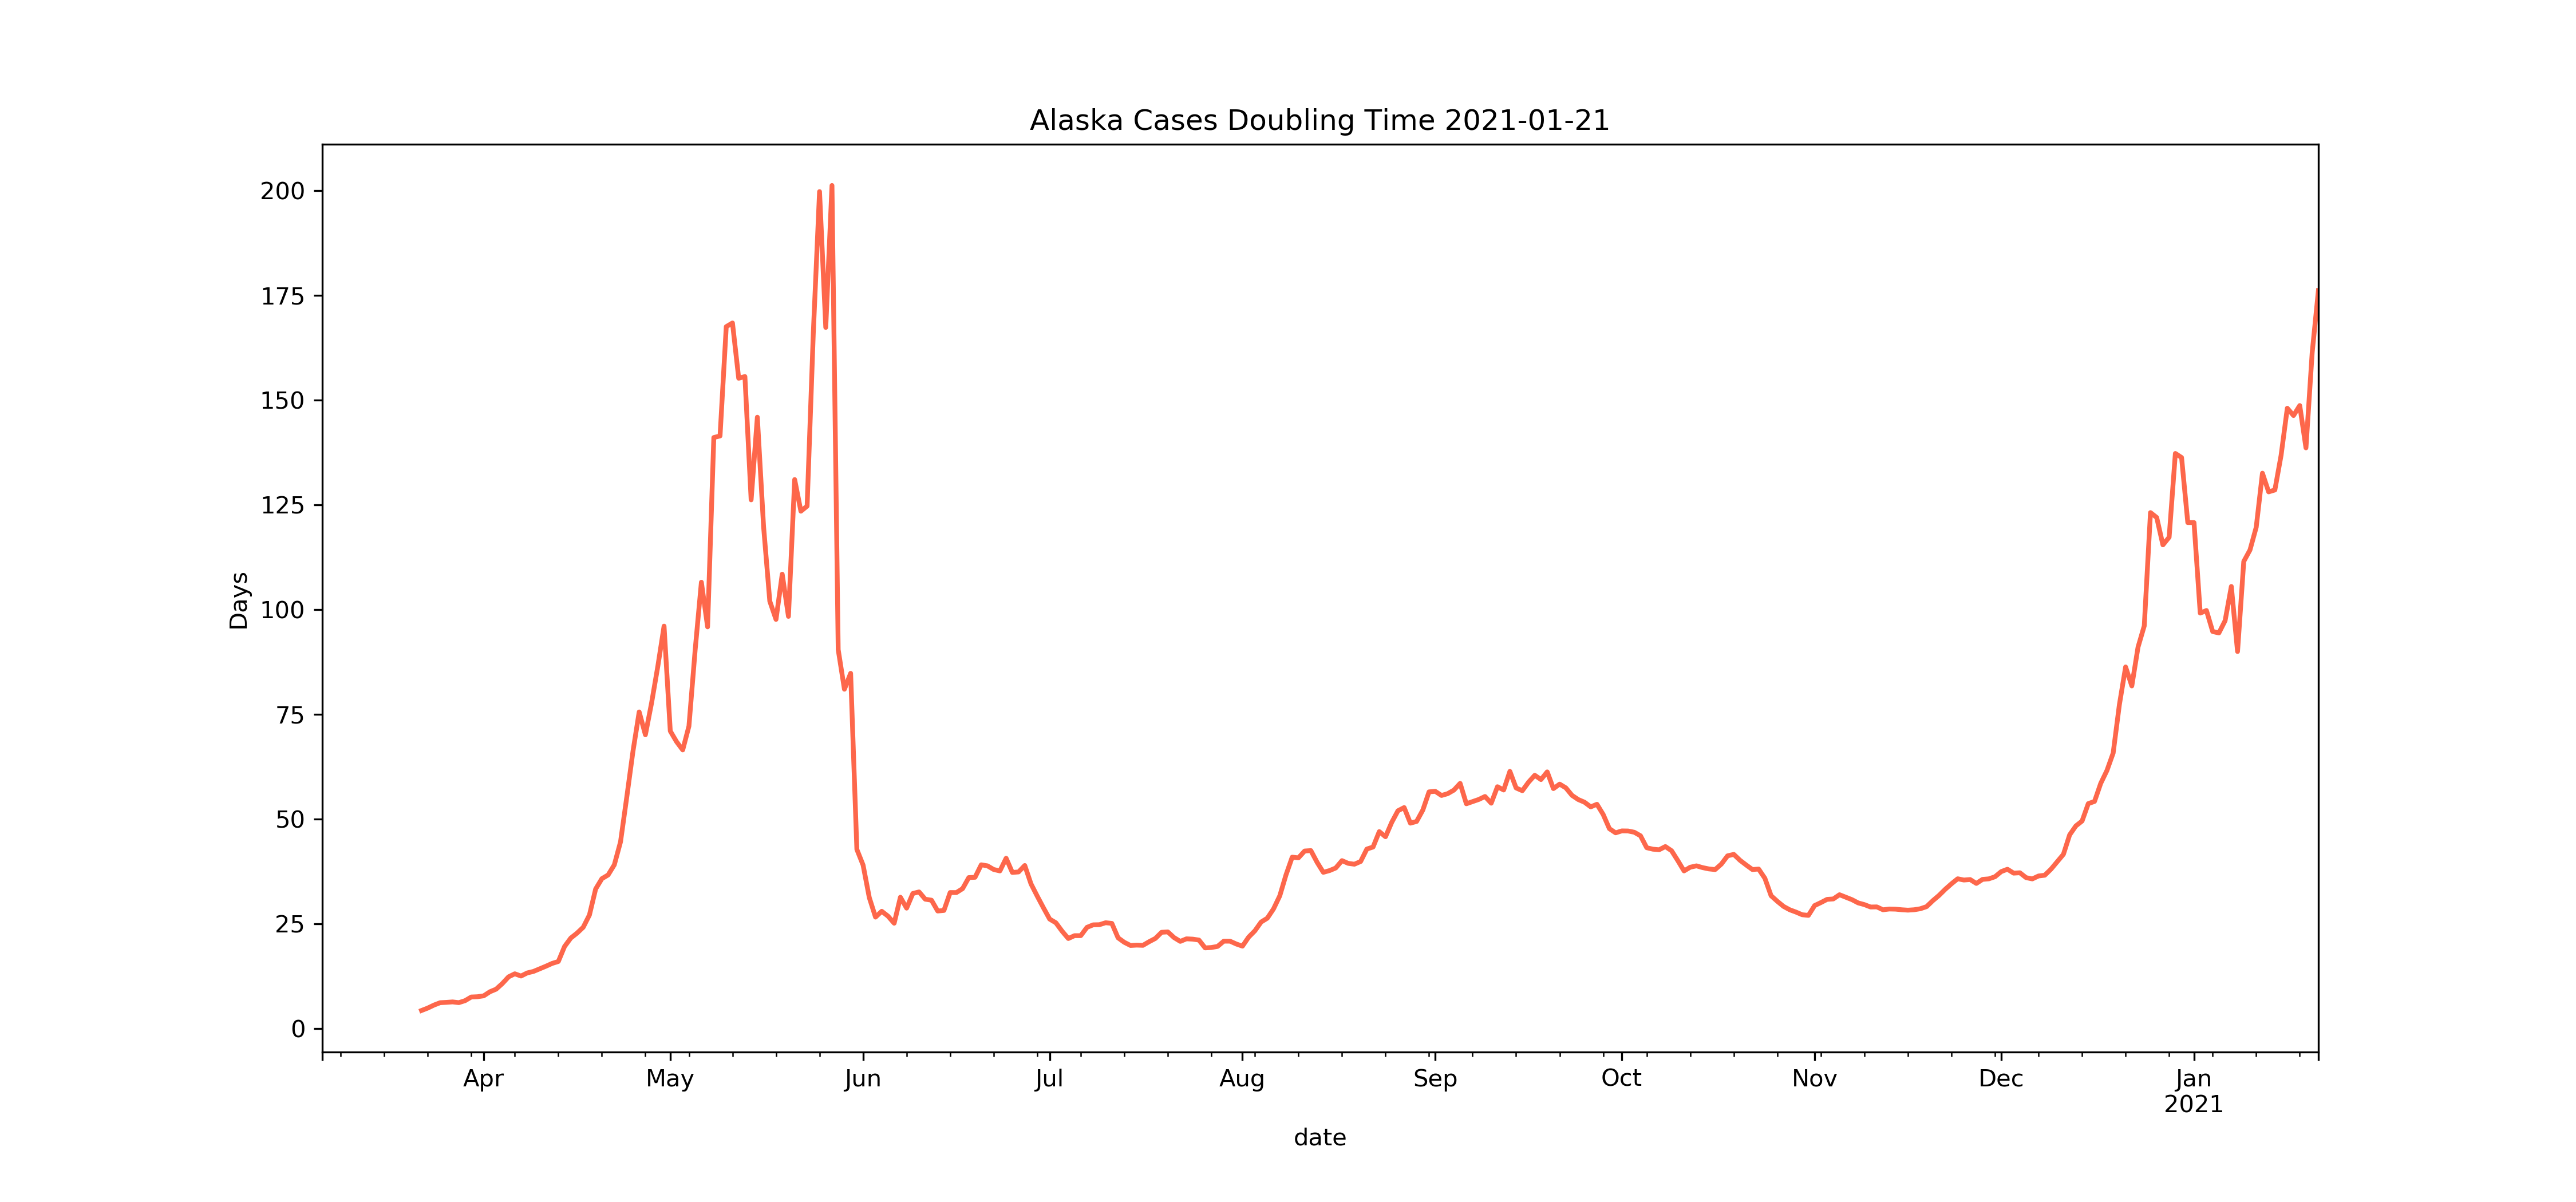 Alaska Cases Doubling Time 2021-01-21
200
175
150
125
100
75
50
25
0
Days
Apr May Jun Jul Aug Sep Oct Nov Dec Jan
2021
date